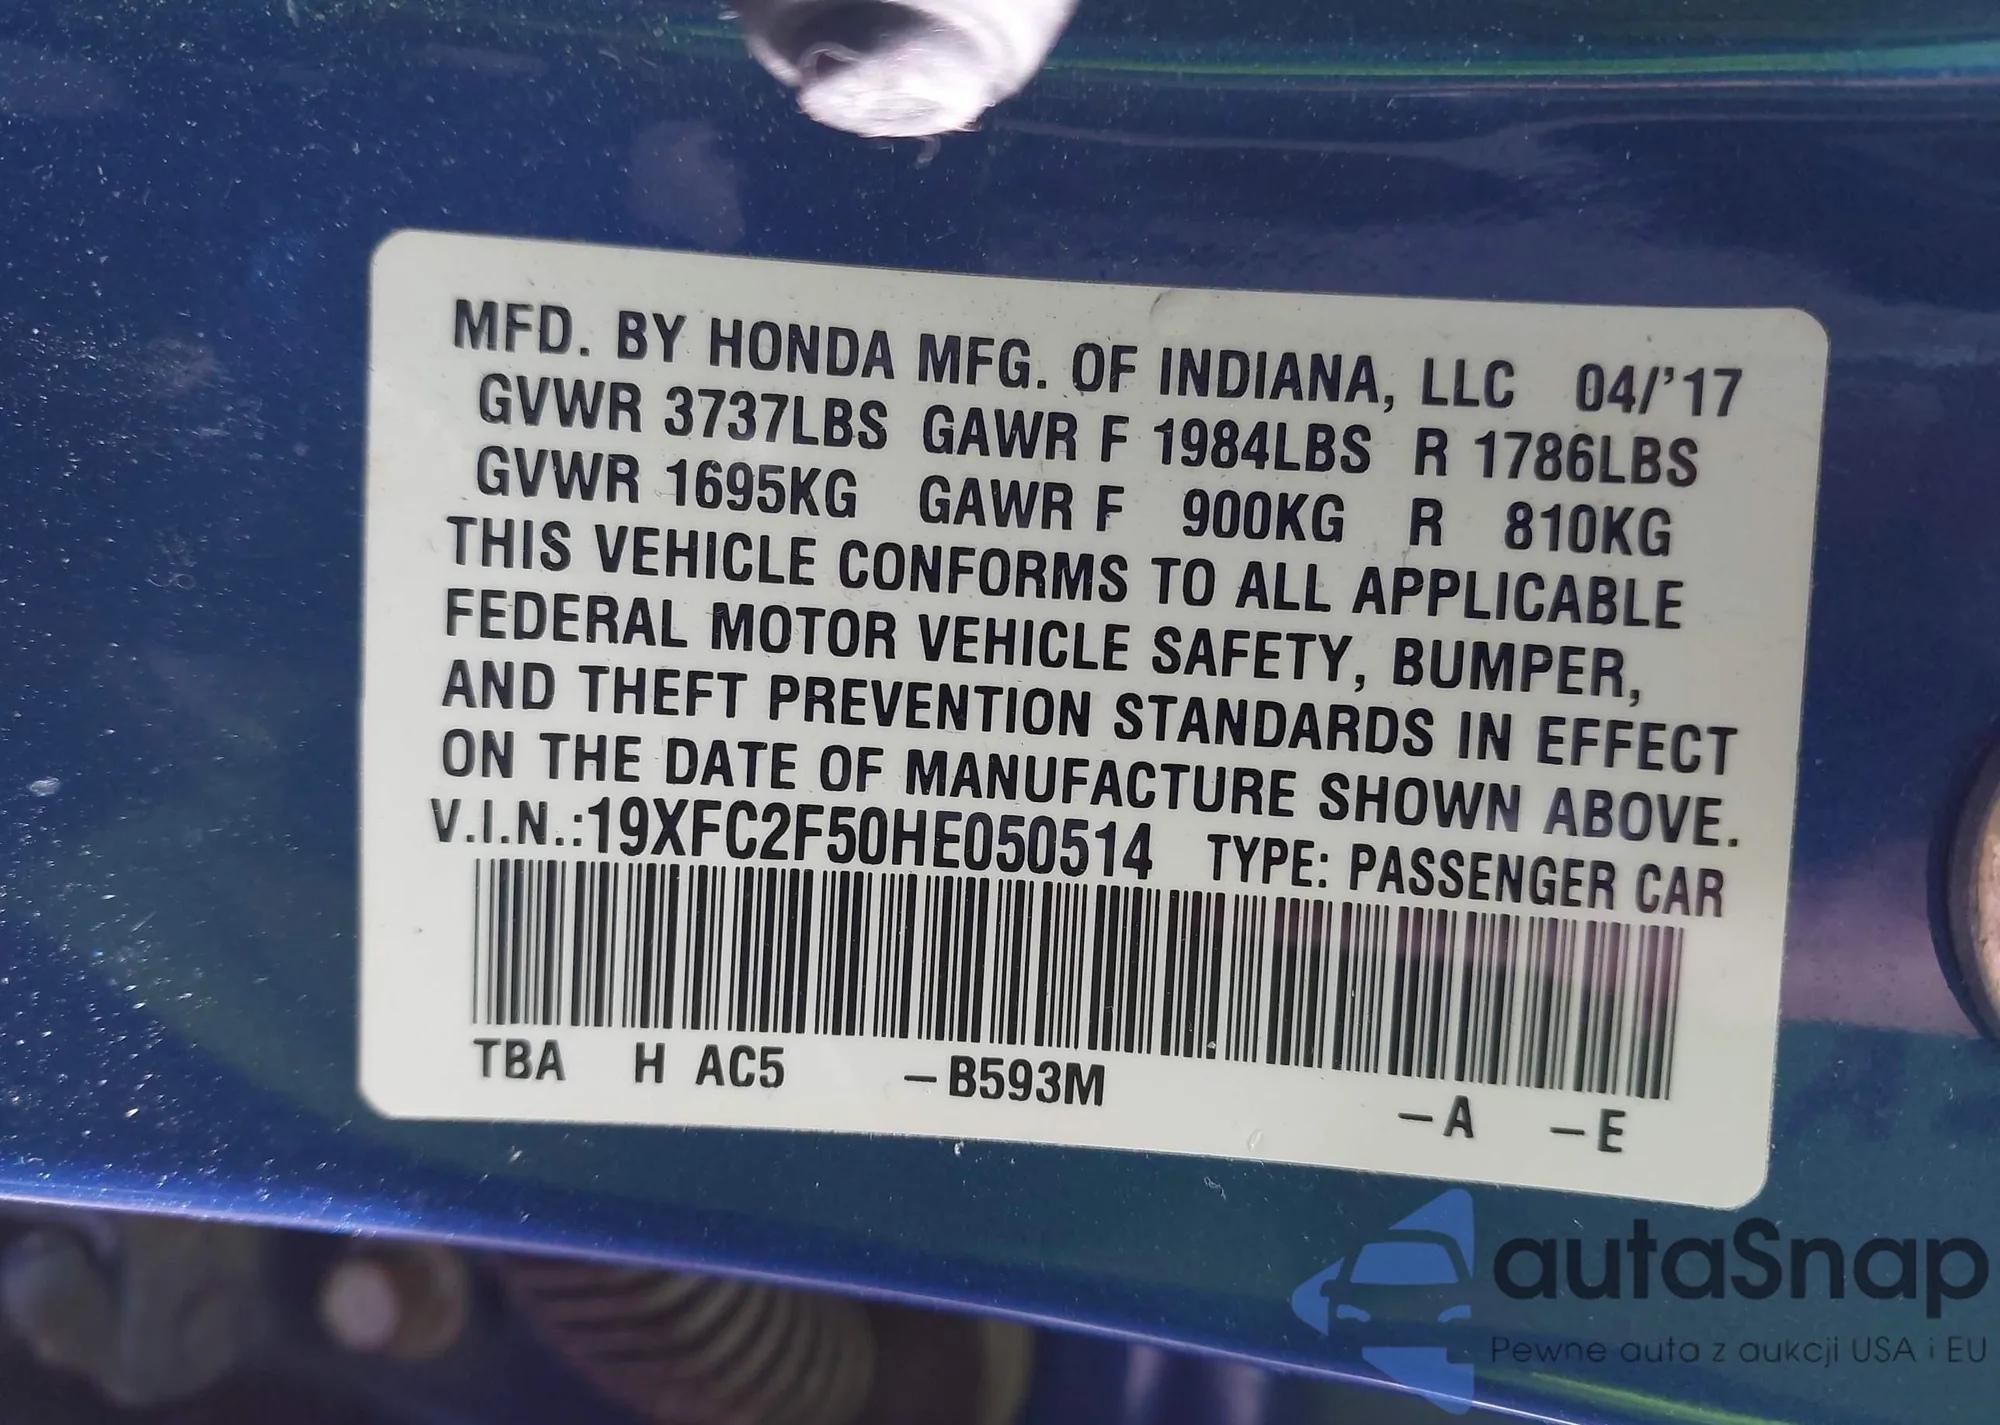 MFD. BY HONDA MFG. OF INDIANA, LLC 04/'17
GVWR 3737LBS GAWR F 1984LBS R 1786LBS
GVWR 1695KG GAWR F 900KG R 810KG
THIS VEHICLE CONFORMS TO ALL APPLICABLE
FEDERAL MOTOR VEHICLE SAFETY, BUMPER,
AND THEFT PREVENTION STANDARDS IN EFFECT
ON THE DATE OF MANUFACTURE SHOWN ABOVE.
V.I.N.:19XFC2F50HE050514 TYPE: PASSENGER CAR
TBA H AC5 –B593M –A –E
autaSnap
Pewne auta z aukcji USA i EU